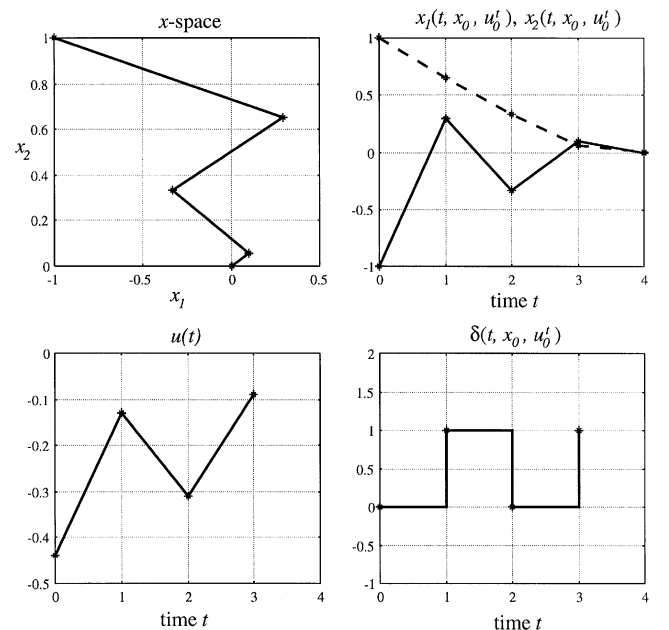 x-space
1
0.8
0.6
x₂
0.4
0.2
0
-1 -0.5 0 0.5
x₁
x₁(t, x₀, u₀ᵗ), x₂(t, x₀, u₀ᵗ)
1
0.5
0
-0.5
-1
0 1 2 3 4
time t
u(t)
0
-0.1
-0.2
-0.3
-0.4
-0.5
0 1 2 3 4
time t
δ(t, x₀, u₀ᵗ)
2
1.5
1
0.5
0
-0.5
-1
0 1 2 3 4
time t